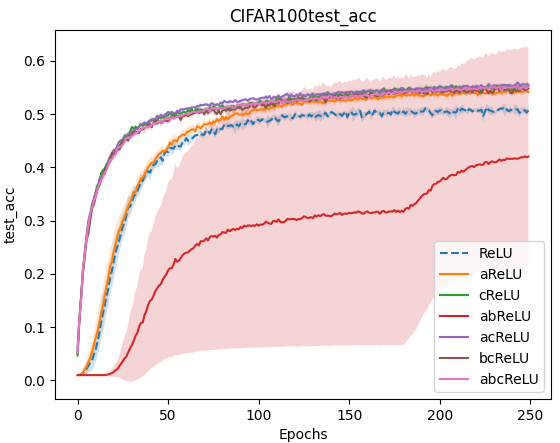 CIFAR100test_acc
test_acc
0.6
0.5
0.4
0.3
0.2
0.1
0.0
ReLU
aReLU
cReLU
abReLU
acReLU
bcReLU
abcReLU
0 50 100 150 200 250
Epochs